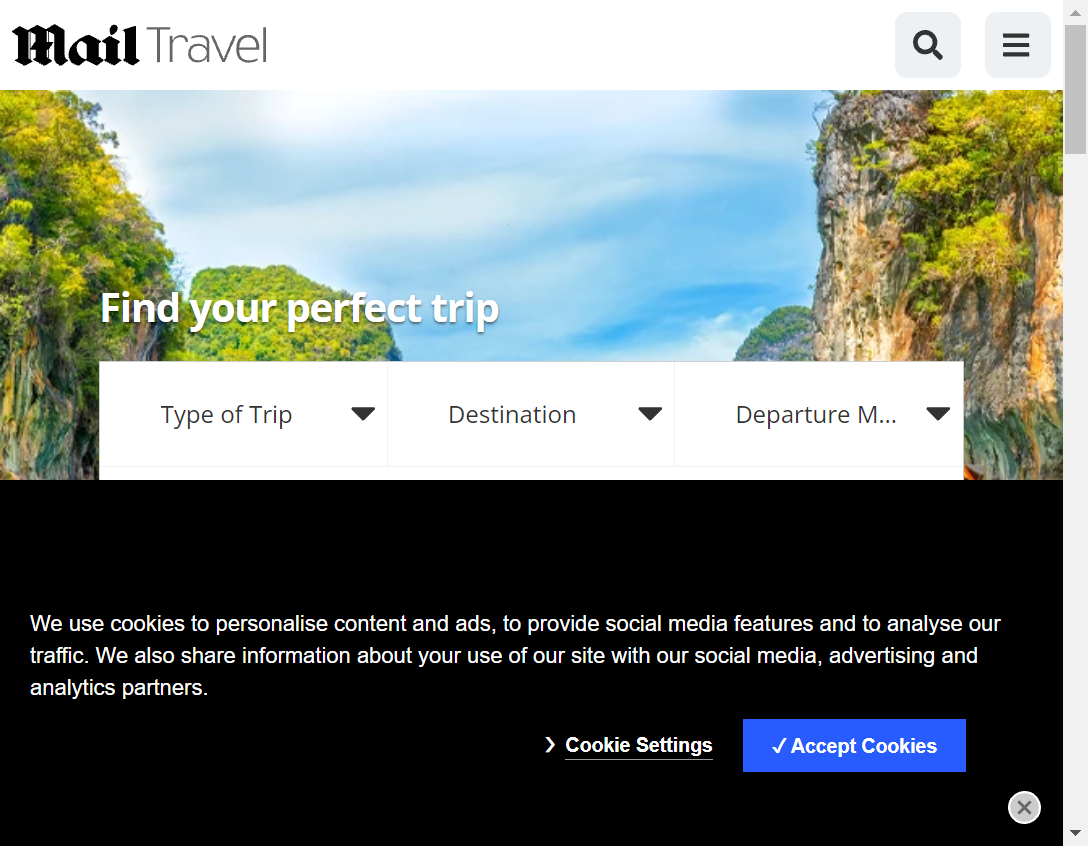 Mail Travel
Find your perfect trip
Type of Trip
Destination
Departure M...
We use cookies to personalise content and ads, to provide social media features and to analyse our
traffic. We also share information about your use of our site with our social media, advertising and
analytics partners.
❯ Cookie Settings
✓ Accept Cookies